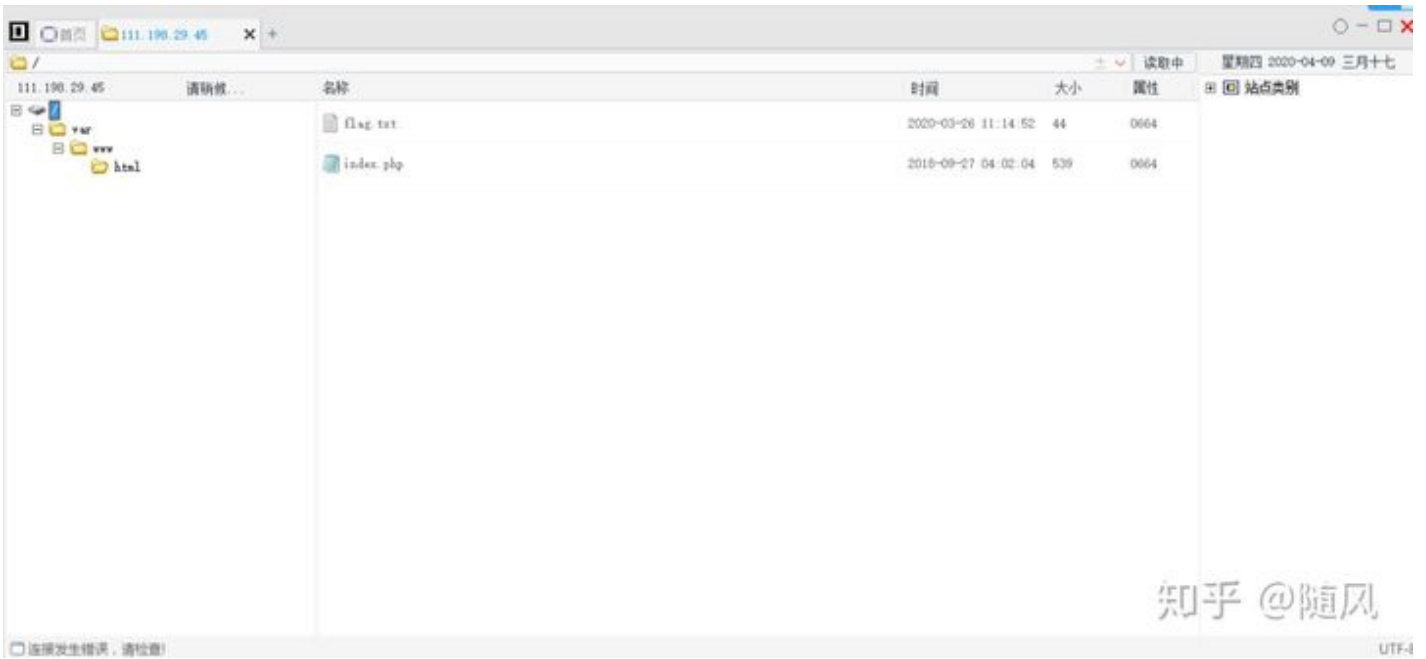 首页 111.198.29.45
/ 读取中 星期四 2020-04-09 三月十七
111.198.29.45 请稍候... 名称 时间 大小 属性 站点类别
/
var
www
html
flag.txt 2020-03-26 11:14:52 44 0664
index.php 2018-09-27 04:02:04 539 0664
知乎 @随风
连接发生错误，请检查! UTF-8